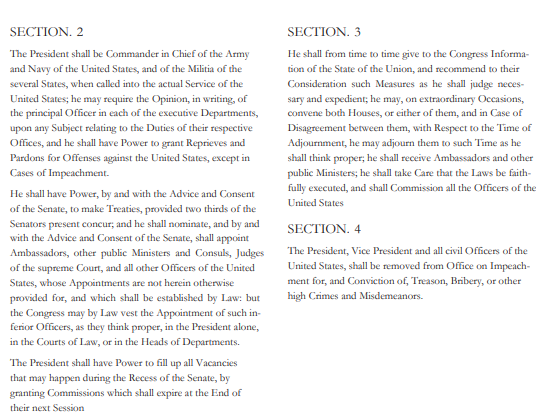 SECTION. 2
The President shall be Commander in Chief of the Army
and Navy of the United States, and of the Militia of the
several States, when called into the actual Service of the
United States; he may require the Opinion, in writing, of
the principal Officer in each of the executive Departments,
upon any Subject relating to the Duties of their respective
Offices, and he shall have Power to grant Reprieves and
Pardons for Offenses against the United States, except in
Cases of Impeachment.
He shall have Power, by and with the Advice and Consent
of the Senate, to make Treaties, provided two thirds of the
Senators present concur; and he shall nominate, and by and
with the Advice and Consent of the Senate, shall appoint
Ambassadors, other public Ministers and Consuls, Judges
of the supreme Court, and all other Officers of the United
States, whose Appointments are not herein otherwise
provided for, and which shall be established by Law: but
the Congress may by Law vest the Appointment of such in-
ferior Officers, as they think proper, in the President alone,
in the Courts of Law, or in the Heads of Departments.
The President shall have Power to fill up all Vacancies
that may happen during the Recess of the Senate, by
granting Commissions which shall expire at the End of
their next Session
SECTION. 3
He shall from time to time give to the Congress Informa-
tion of the State of the Union, and recommend to their
Consideration such Measures as he shall judge neces-
sary and expedient; he may, on extraordinary Occasions,
convene both Houses, or either of them, and in Case of
Disagreement between them, with Respect to the Time of
Adjournment, he may adjourn them to such Time as he
shall think proper; he shall receive Ambassadors and other
public Ministers; he shall take Care that the Laws be faith-
fully executed, and shall Commission all the Officers of the
United States
SECTION. 4
The President, Vice President and all civil Officers of the
United States, shall be removed from Office on Impeach-
ment for, and Conviction of, Treason, Bribery, or other
high Crimes and Misdemeanors.